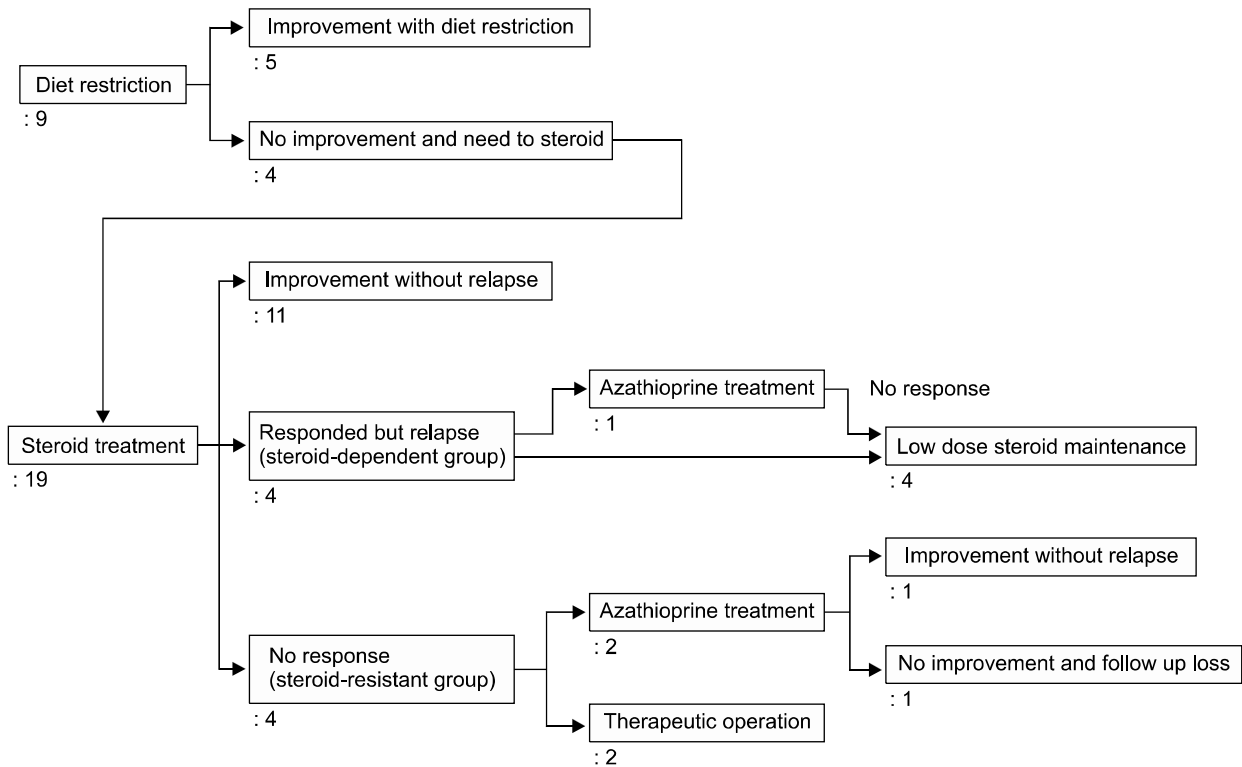 Improvement with diet restriction
: 5
Diet restriction
: 9
No improvement and need to steroid
: 4
Improvement without relapse
: 11
Azathioprine treatment
: 1
No response
Steroid treatment
: 19
Responded but relapse
(steroid-dependent group)
: 4
Low dose steroid maintenance
: 4
Improvement without relapse
: 1
Azathioprine treatment
: 2
No response
(steroid-resistant group)
: 4
No improvement and follow up loss
: 1
Therapeutic operation
: 2